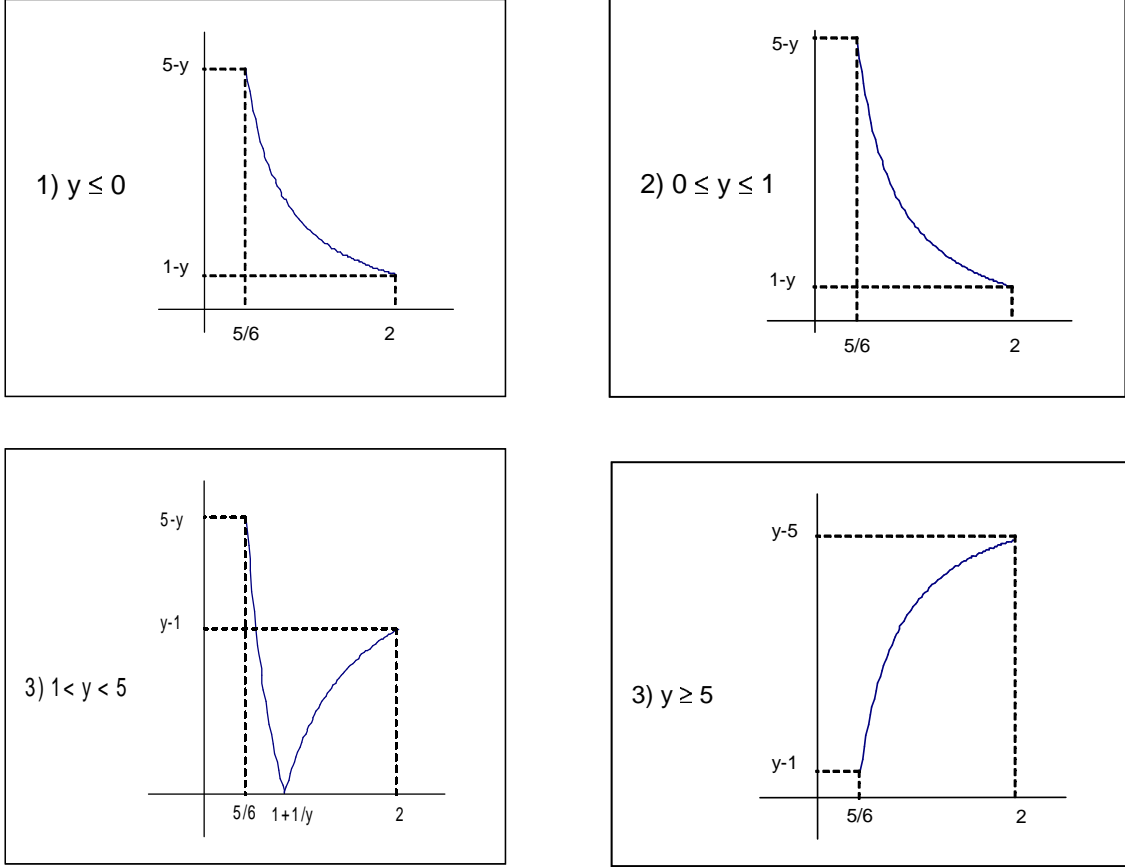 5-y
1) y ≤ 0
1-y
5/6 2
5-y
2) 0 ≤ y ≤ 1
1-y
5/6 2
5-y
y-1
3) 1 < y < 5
5/6 1+1/y 2
y-5
3) y ≥ 5
y-1
5/6 2